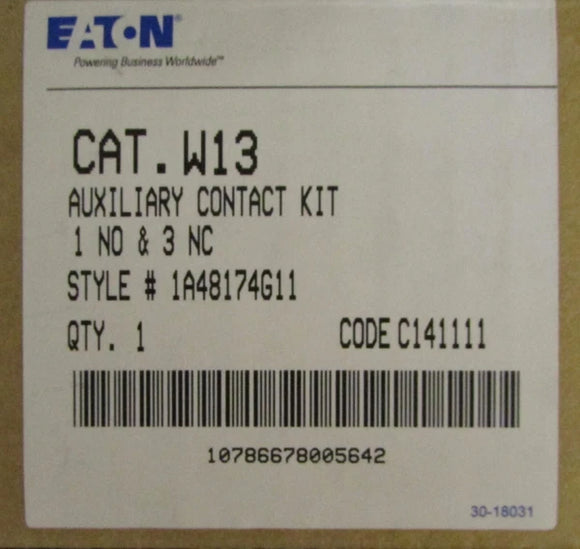 EATON®
Powering Business Worldwide™
CAT. W13
AUXILIARY CONTACT KIT
1 NO & 3 NC
STYLE # 1A48174G11
QTY. 1 CODE C141111
10786678005642
30-18031